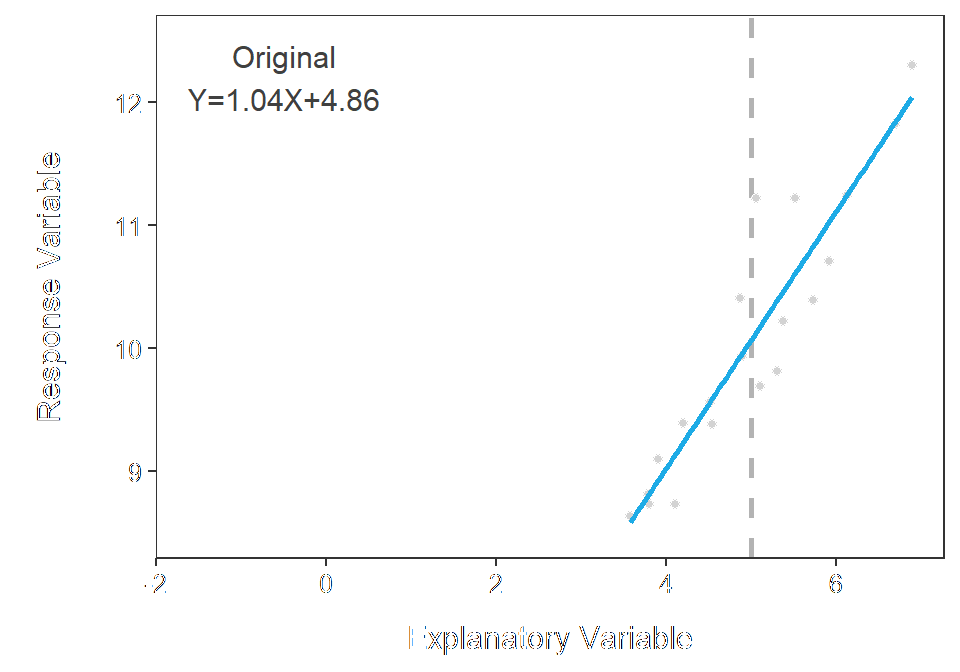 Original
Y=1.04X+4.86
12
11
10
9
Response Variable
-2
0
2
4
6
Explanatory Variable